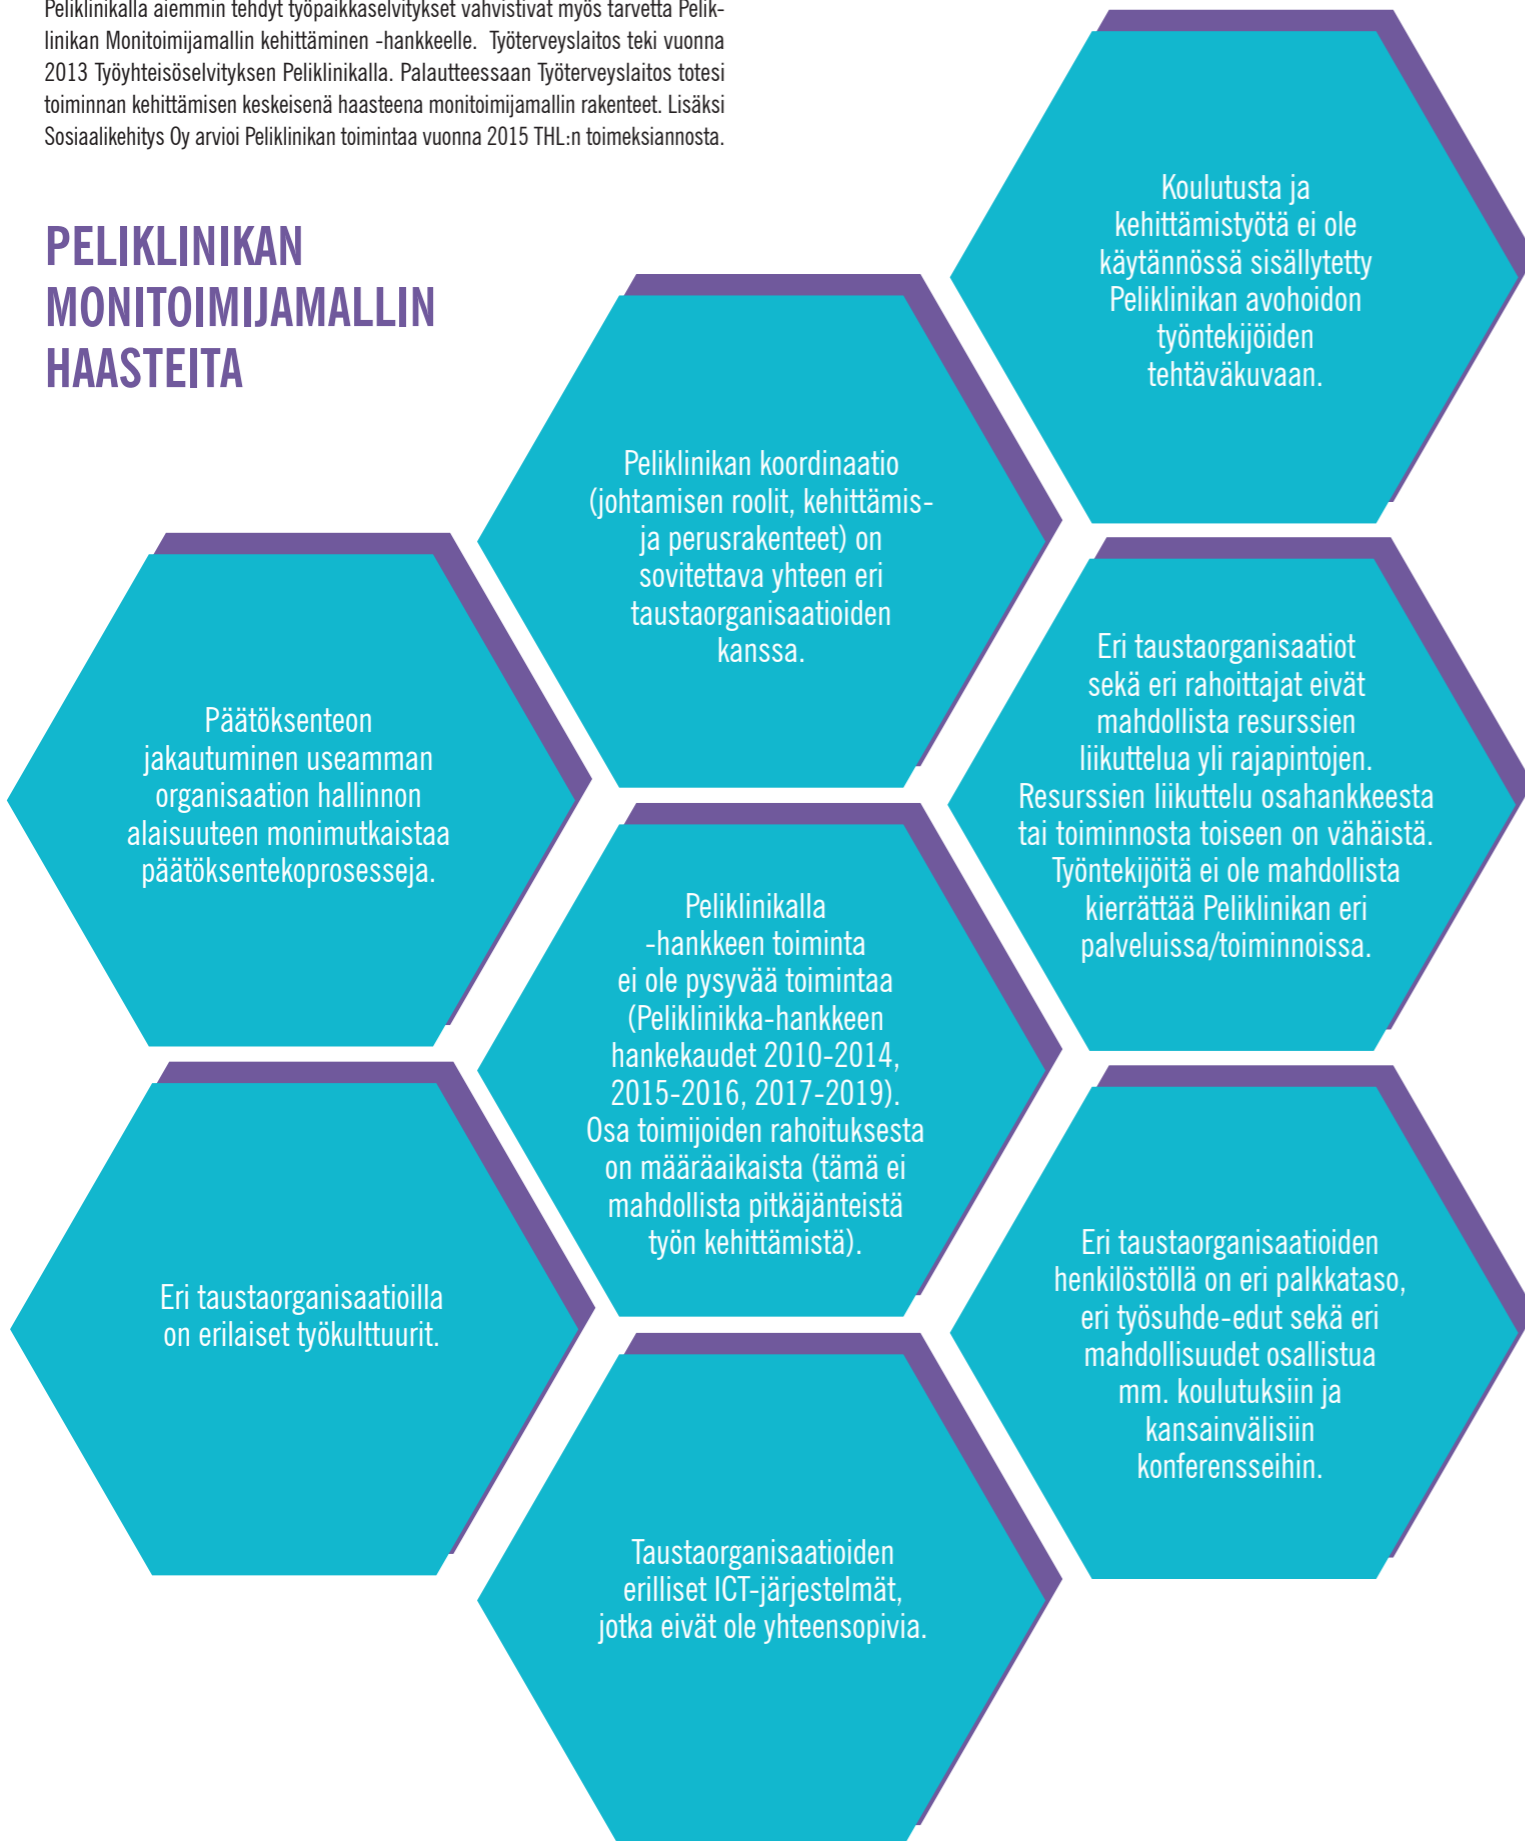 Peliklinikalla aiemmin tehdyt työpaikkaselvitykset vahvistivat myös tarvetta Pelik-
linikan Monitoimijamallin kehittäminen -hankkeelle. Työterveyslaitos teki vuonna
2013 Työyhteisöselvityksen Peliklinikalla. Palautteessaan Työterveyslaitos totesi
toiminnan kehittämisen keskeisenä haasteena monitoimijamallin rakenteet. Lisäksi
Sosiaalikehitys Oy arvioi Peliklinikan toimintaa vuonna 2015 THL:n toimeksiannosta.
PELIKLINIKAN
MONITOIMIJAMALLIN
HAASTEITA
Koulutusta ja
kehittämistyötä ei ole
käytännössä sisällytetty
Peliklinikan avohoidon
työntekijöiden
tehtäväkuvaan.
Peliklinikan koordinaatio
(johtamisen roolit, kehittämis-
ja perusrakenteet) on
sovitettava yhteen eri
taustaorganisaatioiden
kanssa.
Eri taustaorganisaatiot
sekä eri rahoittajat eivät
mahdollista resurssien
liikuttelua yli rajapintojen.
Resurssien liikuttelu osahankkeesta
tai toiminnosta toiseen on vähäistä.
Työntekijöitä ei ole mahdollista
kierrättää Peliklinikan eri
palveluissa/toiminnoissa.
Päätöksenteon
jakautuminen useamman
organisaation hallinnon
alaisuuteen monimutkaistaa
päätöksentekoprosesseja.
Peliklinikalla
-hankkeen toiminta
ei ole pysyvää toimintaa
(Peliklinikka-hankkeen
hankekaudet 2010-2014,
2015-2016, 2017-2019).
Osa toimijoiden rahoituksesta
on määräaikaista (tämä ei
mahdollista pitkäjänteistä
työn kehittämistä).
Eri taustaorganisaatioilla
on erilaiset työkulttuurit.
Eri taustaorganisaatioiden
henkilöstöllä on eri palkkataso,
eri työsuhde-edut sekä eri
mahdollisuudet osallistua
mm. koulutuksiin ja
kansainvälisiin
konferensseihin.
Taustaorganisaatioiden
erilliset ICT-järjestelmät,
jotka eivät ole yhteensopivia.